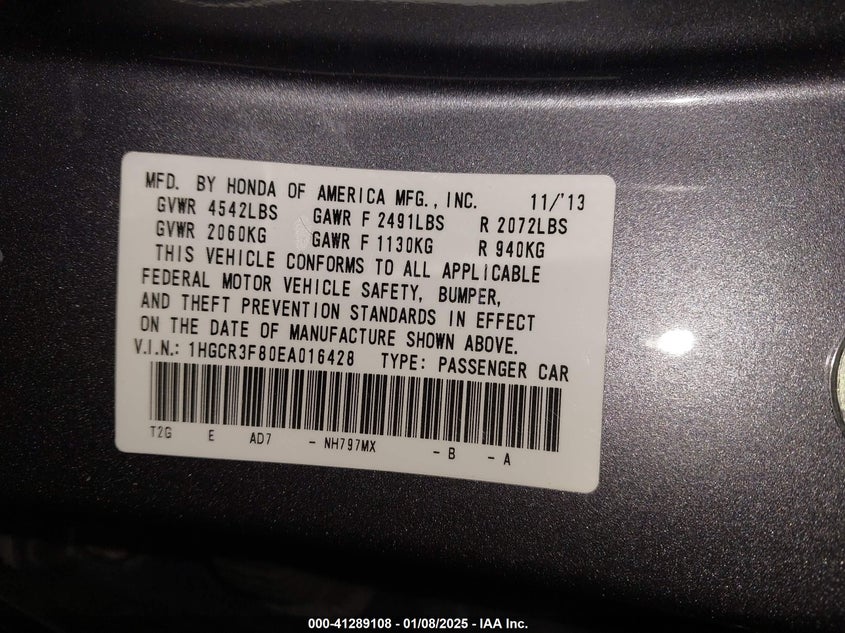 MFD. BY HONDA OF AMERICA MFG., INC. 11/'13
GVWR 4542LBS GAWR F 2491LBS R 2072LBS
GVWR 2060KG GAWR F 1130KG R 940KG
THIS VEHICLE CONFORMS TO ALL APPLICABLE
FEDERAL MOTOR VEHICLE SAFETY, BUMPER,
AND THEFT PREVENTION STANDARDS IN EFFECT
ON THE DATE OF MANUFACTURE SHOWN ABOVE.
V.I.N.: 1HGCR3F80EA016428 TYPE: PASSENGER CAR
T2G E AD7 - NH797MX - B - A
000-41289108 - 01/08/2025 - IAA Inc.